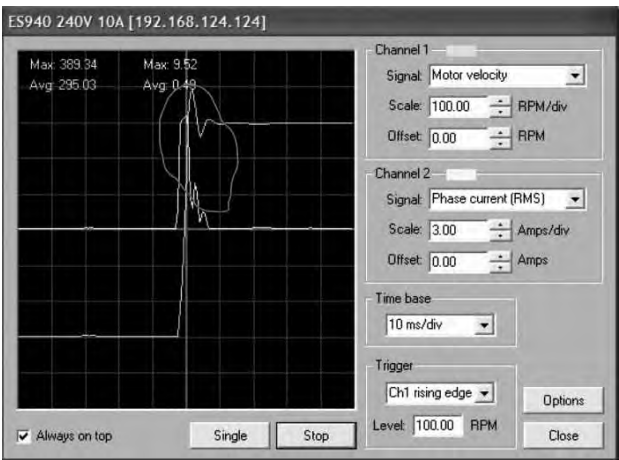 ES940 240V 10A [192.168.124.124]
Max: 389.34 Max: 9.52
Avg: 295.03 Avg: 0.49
Channel 1
Signal: Motor velocity
Scale: 100.00 RPM/div
Offset: 0.00 RPM
Channel 2
Signal: Phase current (RMS)
Scale: 3.00 Amps/div
Offset: 0.00 Amps
Time base
10 ms/div
Trigger
Ch1 rising edge
Level: 100.00 RPM
Options
Close
Always on top
Single
Stop